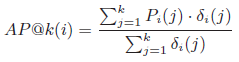 AP@k(i) = \frac{\sum_{j=1}^{k} P_i(j) \cdot \delta_i(j)}{\sum_{j=1}^{k} \delta_i(j)}